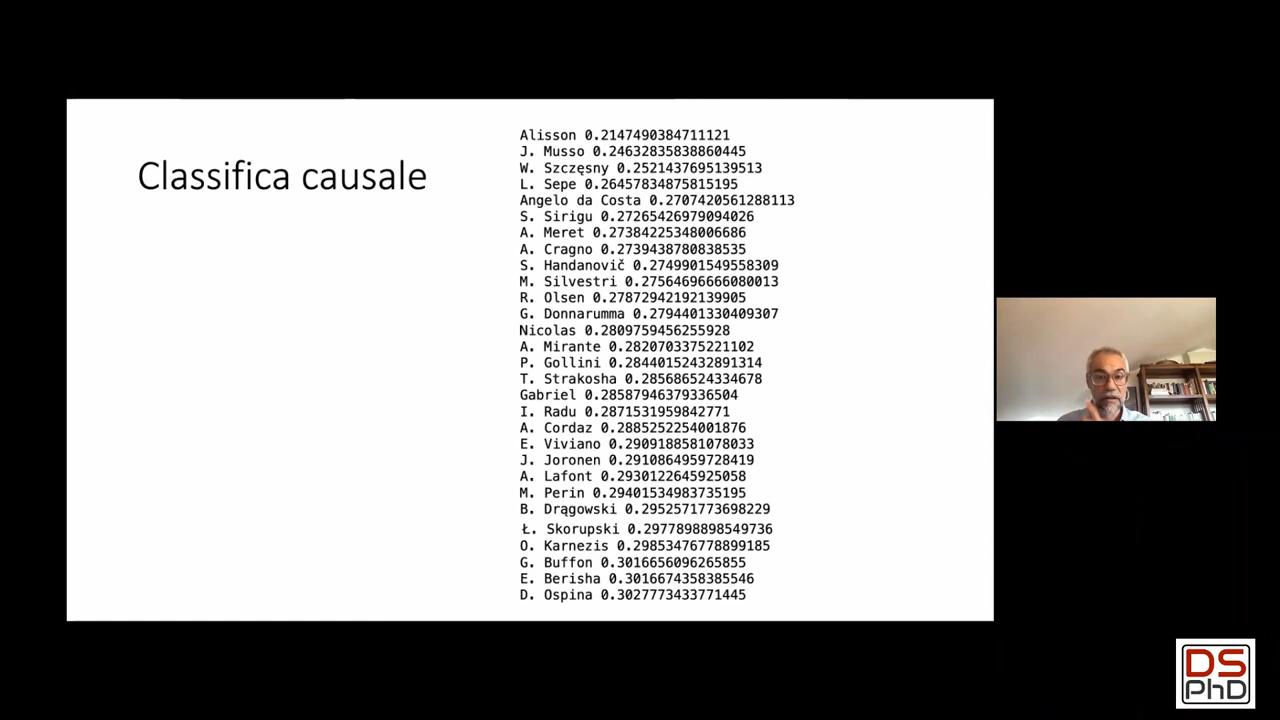 Classifica causale
Alisson 0.2147490384711121
J. Musso 0.24632835838860445
W. Szczęsny 0.2521437695139513
L. Sepe 0.26457834875815195
Angelo da Costa 0.2707420561288113
S. Sirigu 0.27265426979094026
A. Meret 0.27384225348006686
A. Cragno 0.2739438780838535
S. Handanovič 0.2749901549558309
M. Silvestri 0.27564696666080013
R. Olsen 0.27872942192139905
G. Donnarumma 0.2794401330409307
Nicolas 0.2809759456255928
A. Mirante 0.2820703375221102
P. Gollini 0.28440152432891314
T. Strakosha 0.285686524334678
Gabriel 0.28587946379336504
I. Radu 0.2871531959842771
A. Cordaz 0.2885252254001876
E. Viviano 0.2909188581078033
J. Joronen 0.2910864959728419
A. Lafont 0.2930122645925058
M. Perin 0.29401534983735195
B. Drągowski 0.2952571773698229
Ł. Skorupski 0.2977898898549736
O. Karnezis 0.29853476778899185
G. Buffon 0.3016656096265855
E. Berisha 0.3016674358385546
D. Ospina 0.3027773433771445
DS
PhD